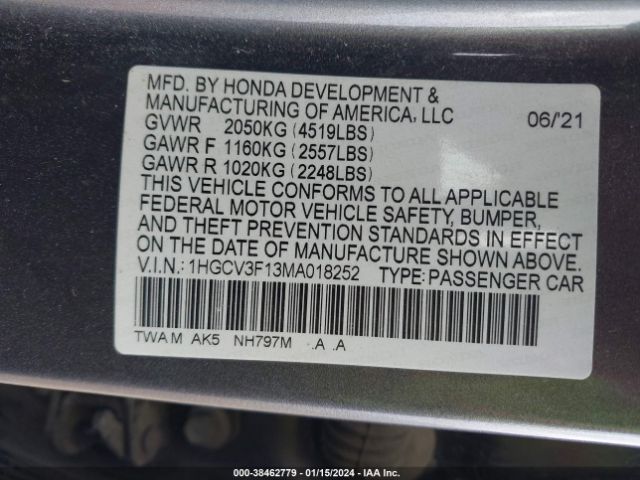 MFD. BY HONDA DEVELOPMENT &
MANUFACTURING OF AMERICA, LLC 06/'21
GVWR 2050KG (4519LBS)
GAWR F 1160KG (2557LBS)
GAWR R 1020KG (2248LBS)
THIS VEHICLE CONFORMS TO ALL APPLICABLE
FEDERAL MOTOR VEHICLE SAFETY, BUMPER,
AND THEFT PREVENTION STANDARDS IN EFFECT
ON THE DATE OF MANUFACTURE SHOWN ABOVE.
V.I.N.: 1HGCV3F13MA018252 TYPE: PASSENGER CAR
TWA M AK5 NH797M .A .A
000-38462779 - 01/15/2024 - IAA Inc.